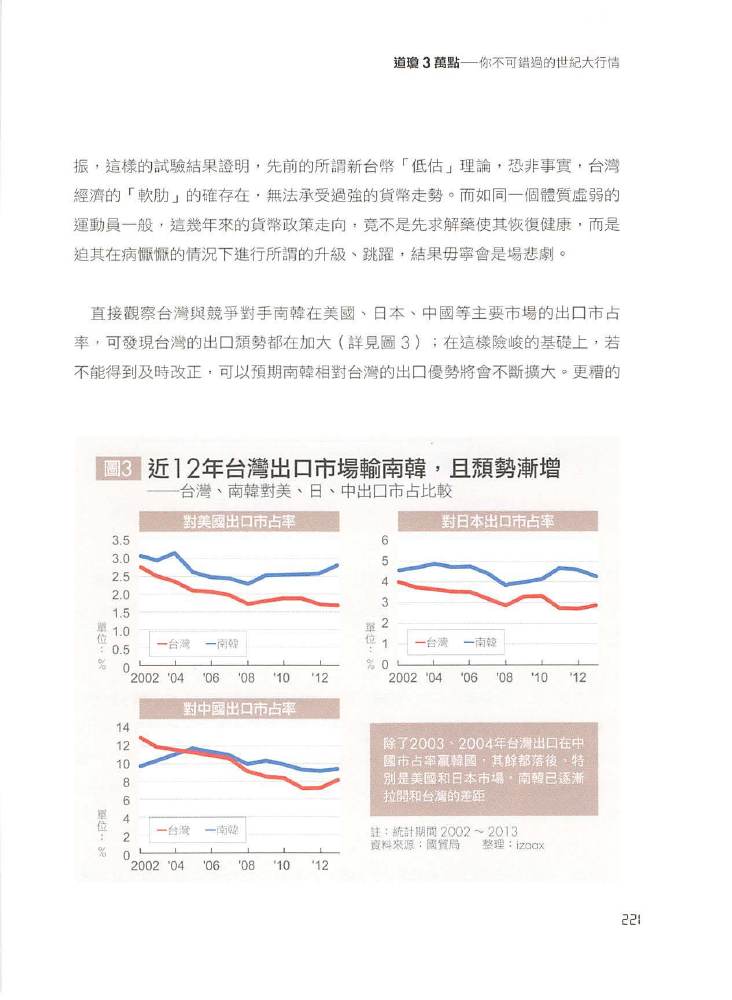 道瓊3萬點──你不可錯過的世紀大行情
振，這樣的試驗結果證明，先前的所謂新台幣「低估」理論，恐非事實，台灣
經濟的「軟肋」的確存在，無法承受過強的貨幣走勢。而如同一個體質虛弱的
運動員一般，這幾年來的貨幣政策走向，竟不是先求解藥使其恢復健康，而是
迫其在病懨懨的情況下進行所謂的升級、跳躍，結果毋寧會是場悲劇。
直接觀察台灣與競爭對手南韓在美國、日本、中國等主要市場的出口市占
率，可發現台灣的出口頹勢都在加大（詳見圖3）；在這樣險峻的基礎上，若
不能得到及時改正，可以預期南韓相對台灣的出口優勢將會不斷擴大。更糟的
圖3 近12年台灣出口市場輸南韓，且頹勢漸增
──台灣、南韓對美、日、中出口市占比較
對美國出口市占率
3.5
3.0
2.5
2.0
1.5
1.0
0.5
0
單位：%
台灣 南韓
2002 '04 '06 '08 '10 '12
對日本出口市占率
6
5
4
3
2
1
0
單位：%
台灣 南韓
2002 '04 '06 '08 '10 '12
對中國出口市占率
14
12
10
8
6
4
2
0
單位：%
台灣 南韓
2002 '04 '06 '08 '10 '12
除了2003、2004年台灣出口在中
國市占率贏韓國，其餘都落後。特
別是美國和日本市場，南韓已逐漸
拉開和台灣的差距
註：統計期間2002～2013
資料來源：國貿局 整理：izaax
221